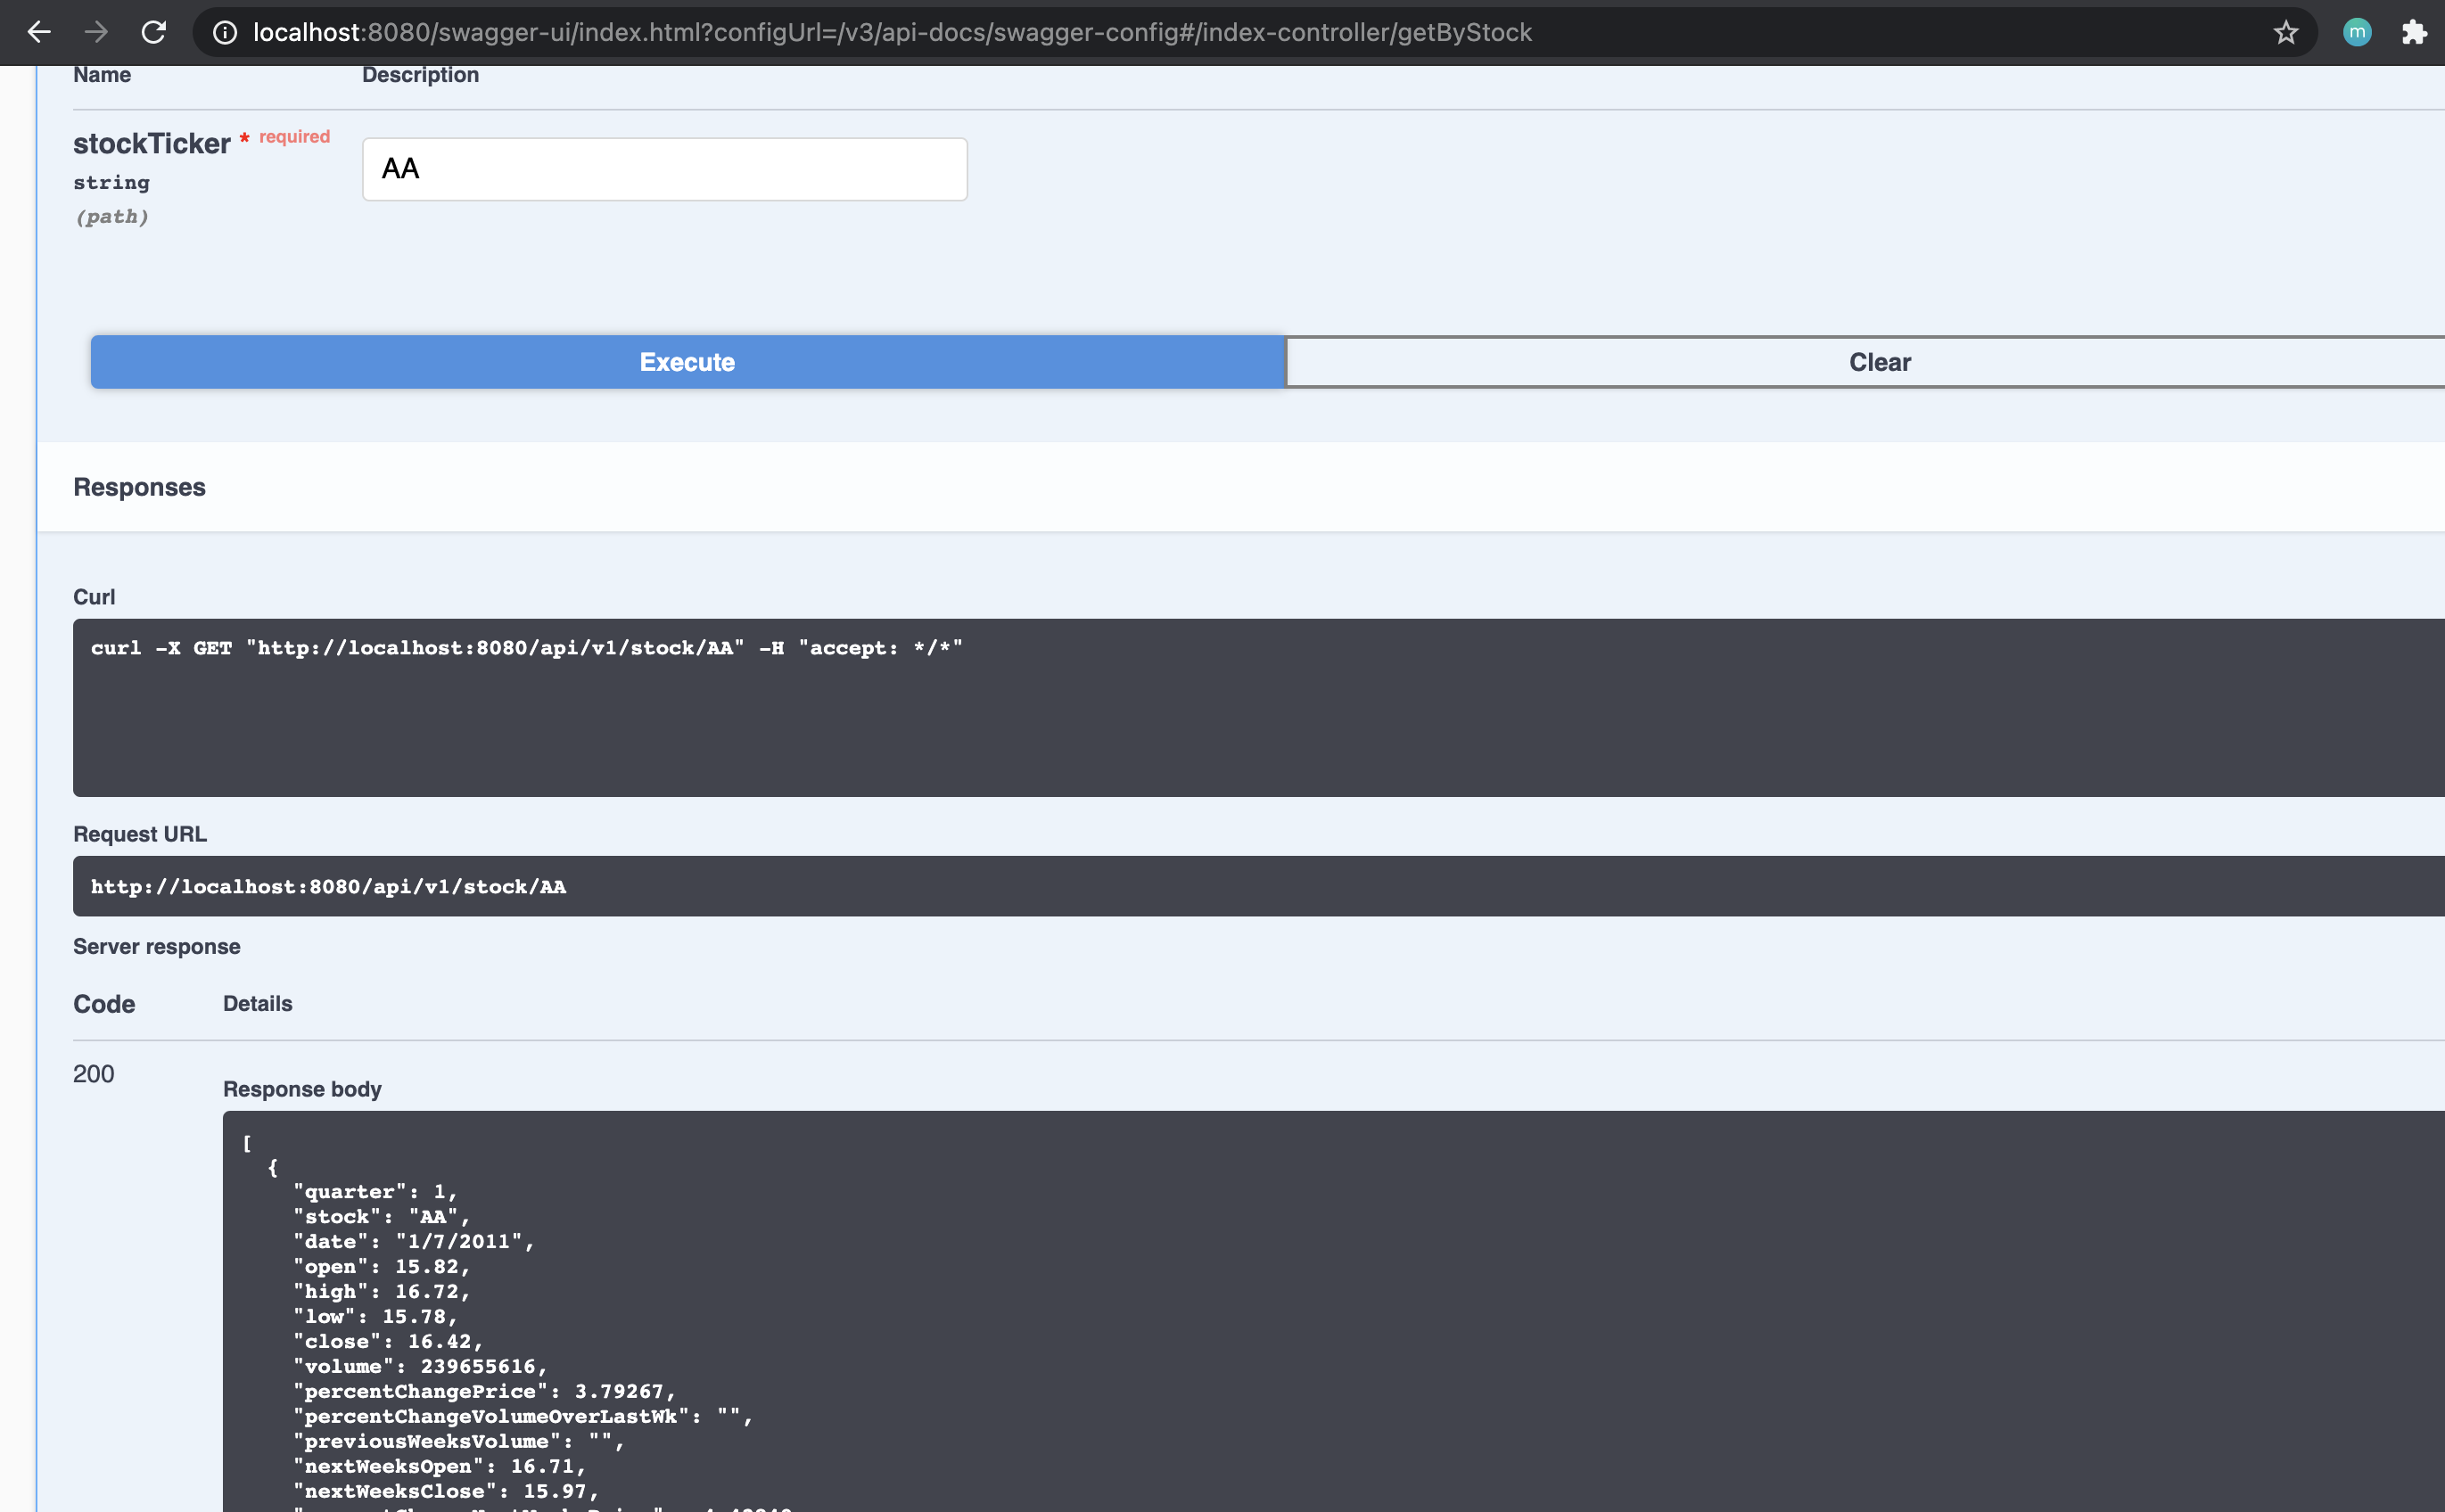 localhost:8080/swagger-ui/index.html?configUrl=/v3/api-docs/swagger-config#/index-controller/getByStock
m
Name Description
stockTicker * required
AA
string
(path)
Execute Clear
Responses
Curl
curl -X GET "http://localhost:8080/api/v1/stock/AA" -H "accept: */*"
Request URL
http://localhost:8080/api/v1/stock/AA
Server response
Code Details
200
Response body
[
{
"quarter": 1,
"stock": "AA",
"date": "1/7/2011",
"open": 15.82,
"high": 16.72,
"low": 15.78,
"close": 16.42,
"volume": 239655616,
"percentChangePrice": 3.79267,
"percentChangeVolumeOverLastWk": "",
"previousWeeksVolume": "",
"nextWeeksOpen": 16.71,
"nextWeeksClose": 15.97,